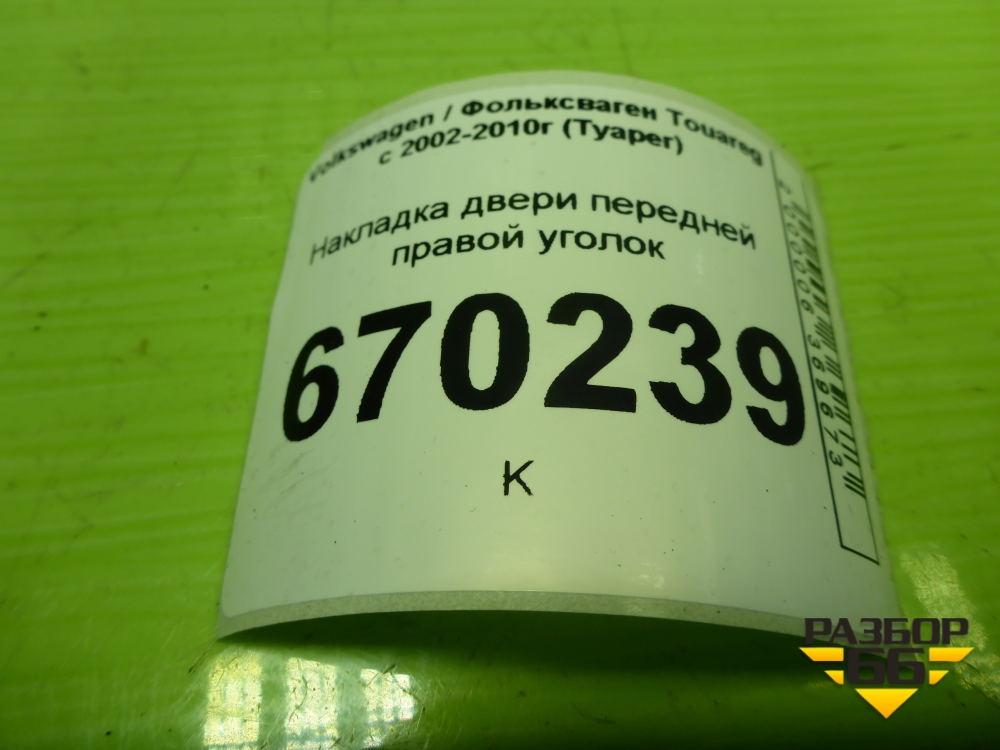 Volkswagen / Фольксваген Touareg
с 2002-2010г (Туарег)
Накладка двери передней
правой уголок
670239
К
РАЗБОР
66